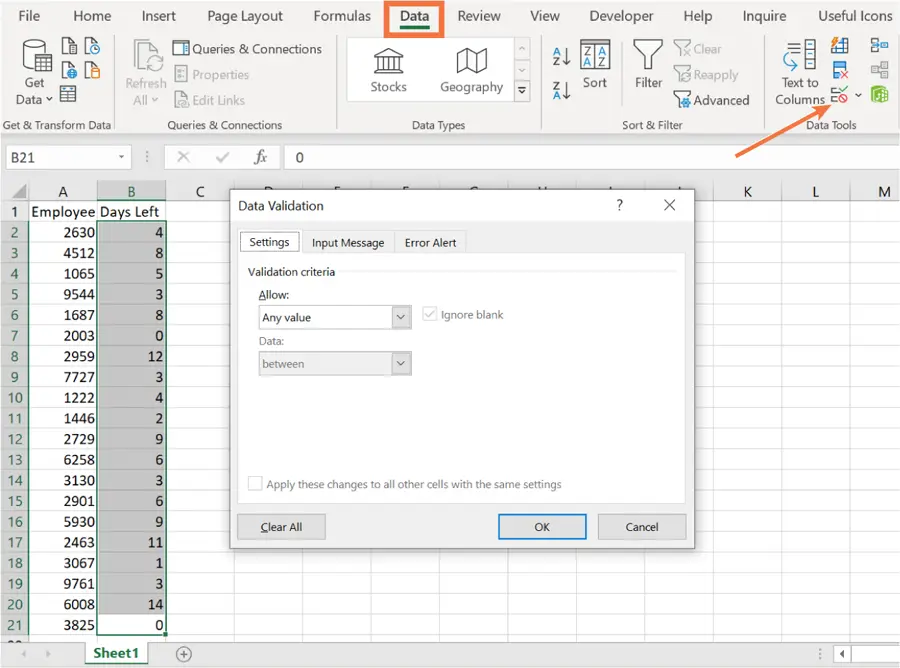 File Home Insert Page Layout Formulas Data Review View Developer Help Inquire Useful Icons
Get Data
Refresh All
Queries & Connections
Properties
Edit Links
Stocks Geography
Sort
Filter
Clear
Reapply
Advanced
Text to Columns
Get & Transform Data Queries & Connections Data Types Sort & Filter Data Tools
B21 fx 0
A B C D E F G H I J K L M
1 Employee Days Left
2 2630 4
3 4512 8
4 1065 5
5 9544 3
6 1687 8
7 2003 0
8 2959 12
9 7727 3
10 1222 4
11 1446 2
12 2729 9
13 6258 6
14 3130 3
15 2901 6
16 5930 9
17 2463 11
18 3067 1
19 9761 3
20 6008 14
21 3825 0
Data Validation ?
Settings Input Message Error Alert
Validation criteria
Allow:
Any value Ignore blank
Data:
between
Apply these changes to all other cells with the same settings
Clear All OK Cancel
Sheet1